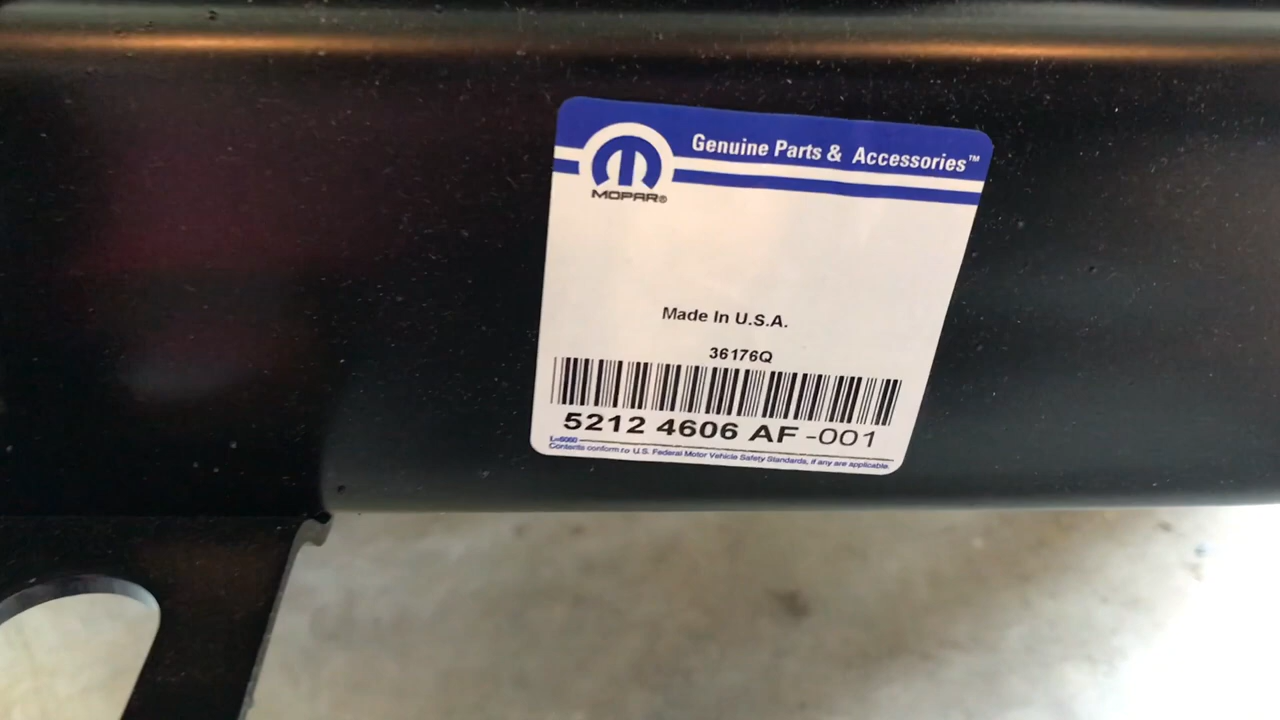 Genuine Parts & Accessories™
MOPAR®
Made In U.S.A.
36176Q
5212 4606 AF -001
L=6060
Contents conform to U.S. Federal Motor Vehicle Safety Standards, if any are applicable.